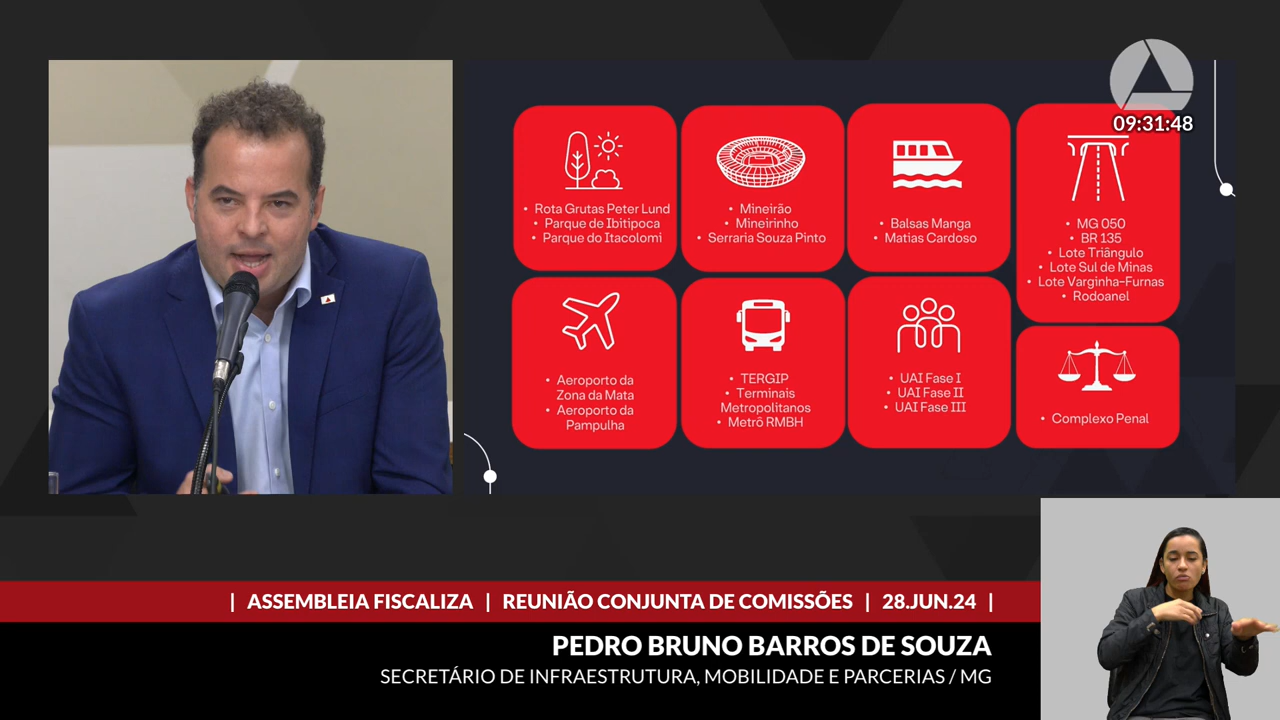 09:31:48
• Rota Grutas Peter Lund
• Parque de Ibitipoca
• Parque do Itacolomi
• Mineirão
• Mineirinho
• Serraria Souza Pinto
• Balsas Manga
• Matias Cardoso
• MG 050
• BR 135
• Lote Triângulo
• Lote Sul de Minas
• Lote Varginha-Furnas
• Rodoanel
• Aeroporto da
Zona da Mata
• Aeroporto da
Pampulha
• TERGIP
• Terminais
Metropolitanos
• Metrô RMBH
• UAI Fase I
• UAI Fase II
• UAI Fase III
• Complexo Penal
| ASSEMBLEIA FISCALIZA | REUNIÃO CONJUNTA DE COMISSÕES | 28.JUN.24 |
PEDRO BRUNO BARROS DE SOUZA
SECRETÁRIO DE INFRAESTRUTURA, MOBILIDADE E PARCERIAS / MG